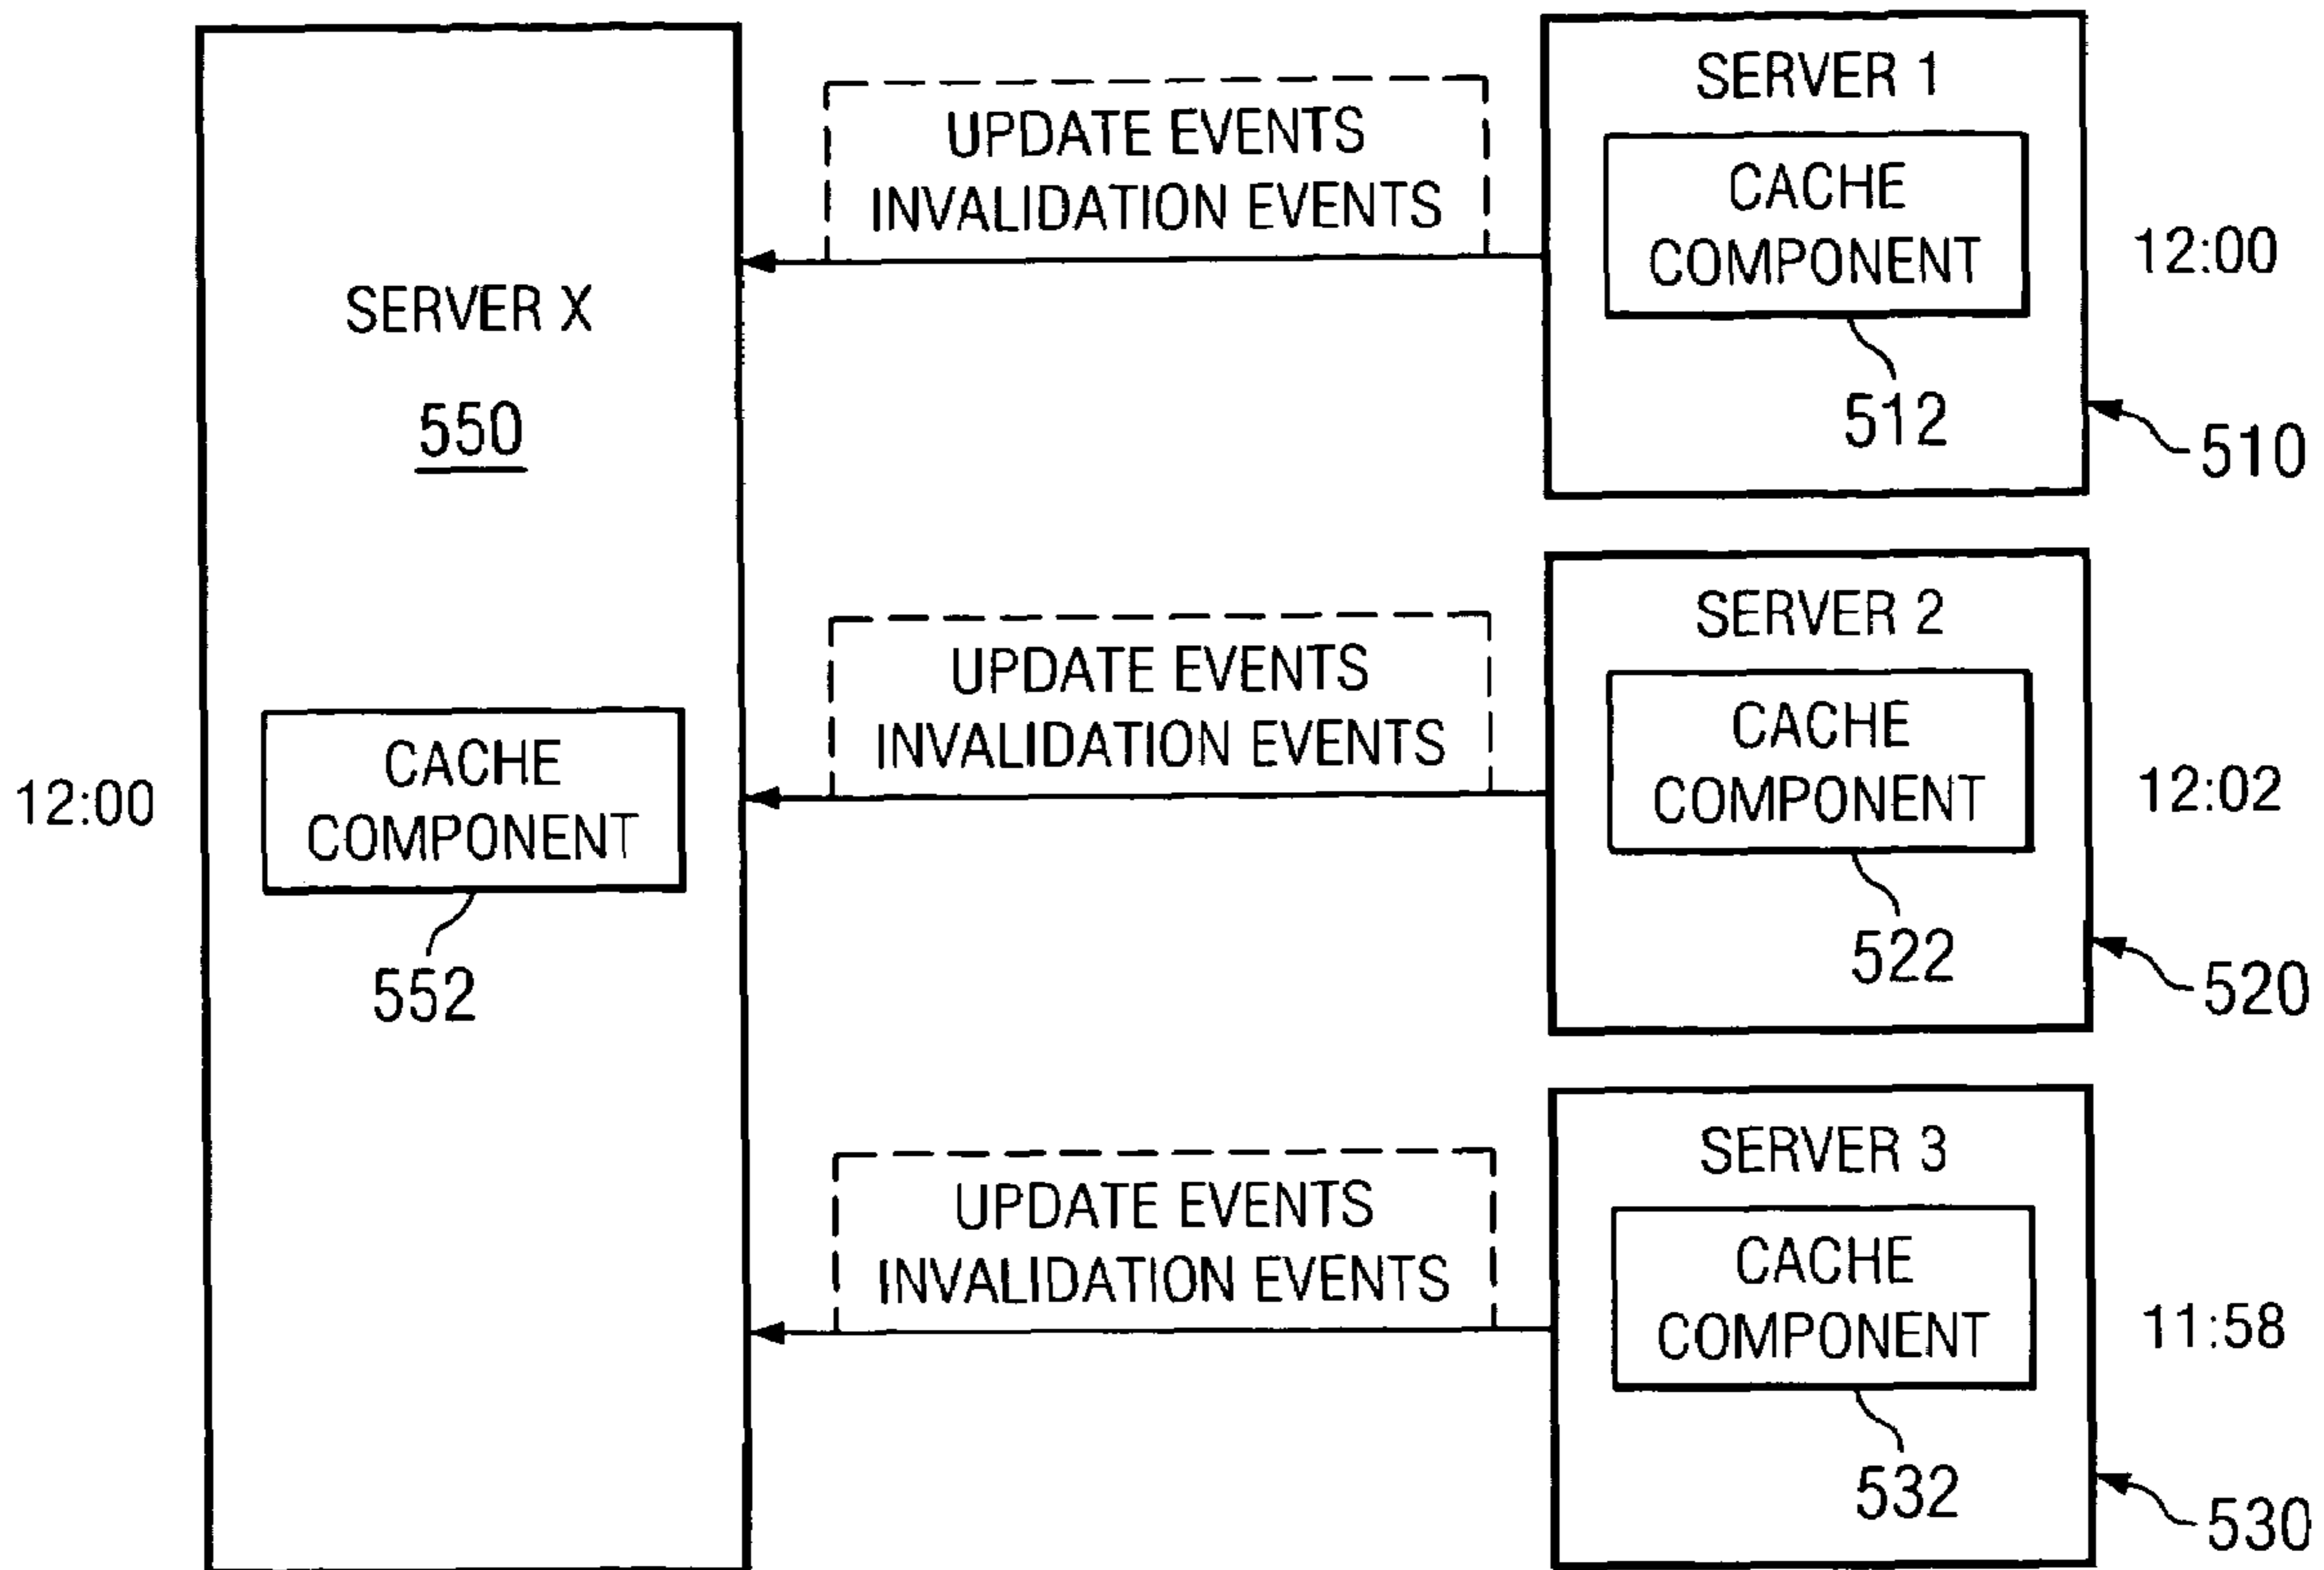 SERVER X
550
CACHE
COMPONENT
552
12:00
UPDATE EVENTS
INVALIDATION EVENTS
SERVER 1
CACHE
COMPONENT
512
12:00
510
UPDATE EVENTS
INVALIDATION EVENTS
SERVER 2
CACHE
COMPONENT
522
12:02
520
UPDATE EVENTS
INVALIDATION EVENTS
SERVER 3
CACHE
COMPONENT
532
11:58
530